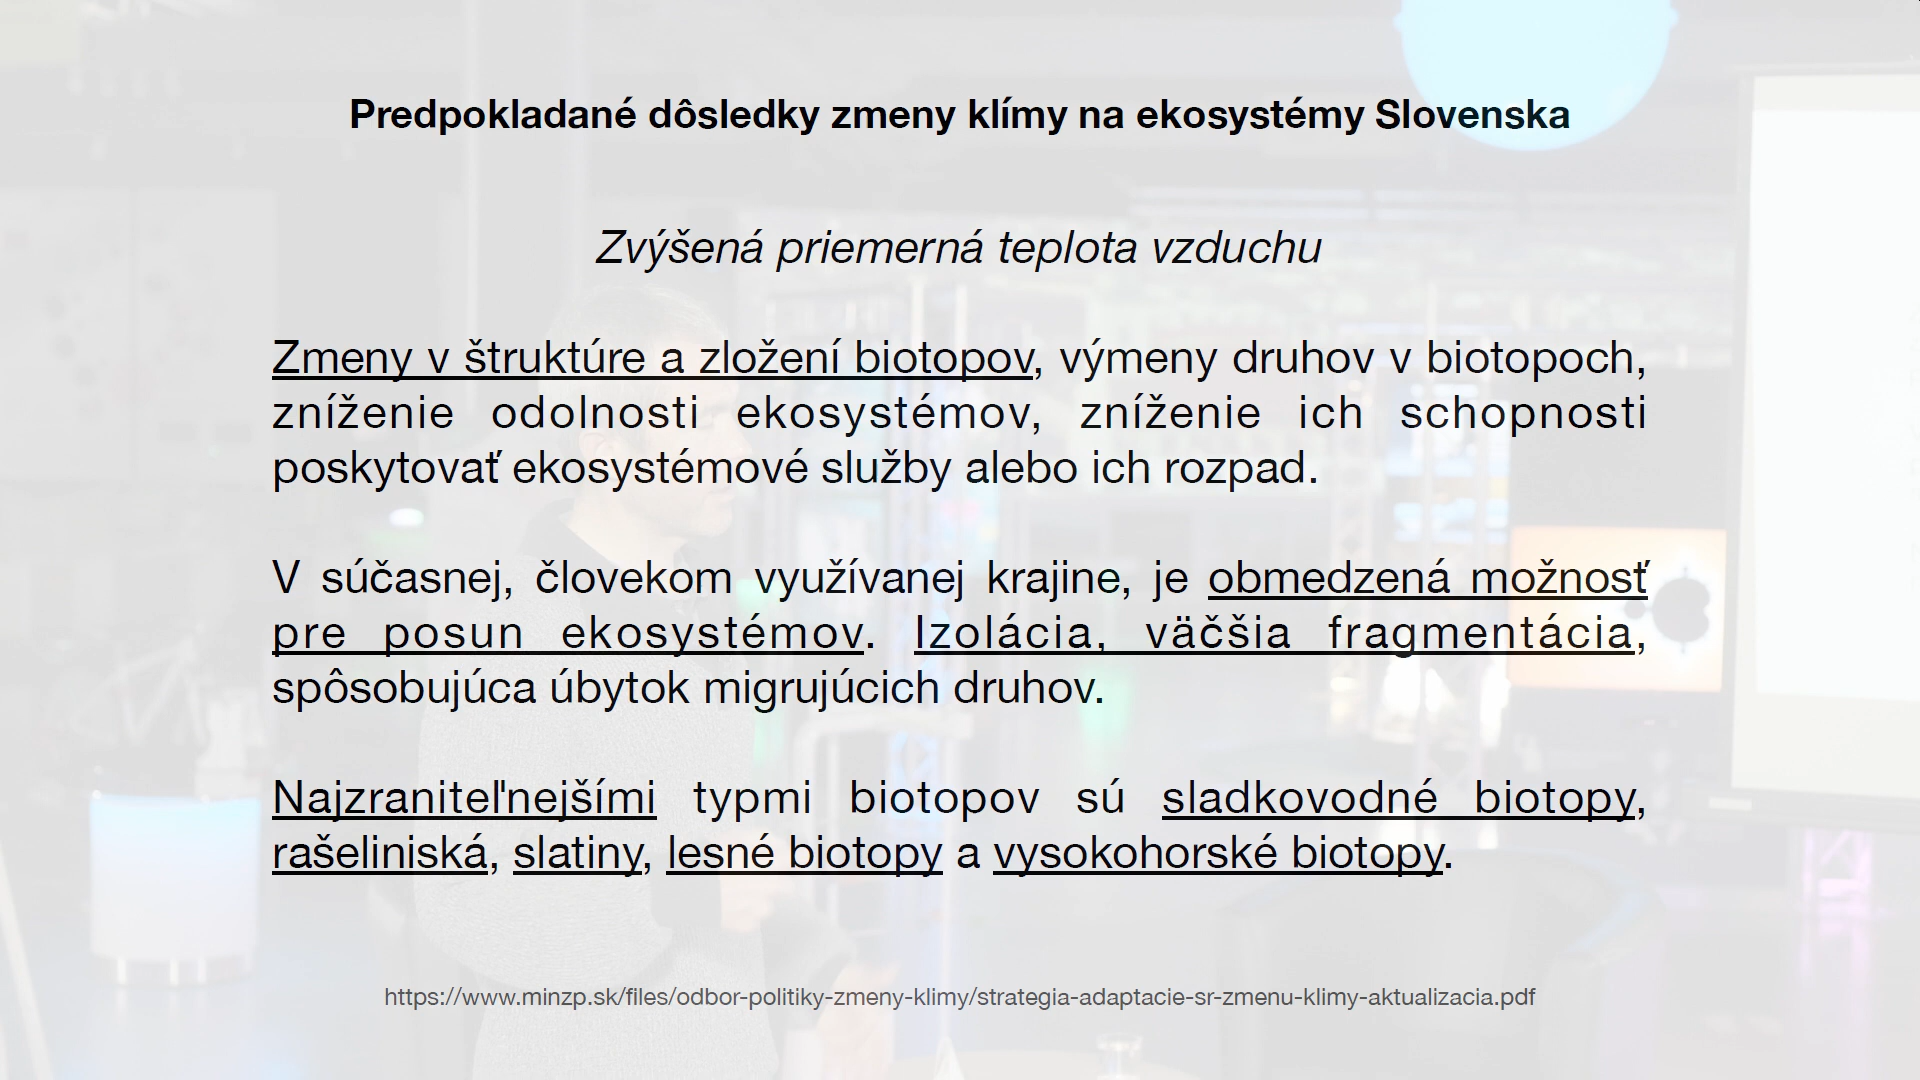 Predpokladané dôsledky zmeny klímy na ekosystémy Slovenska
Zvýšená priemerná teplota vzduchu
Zmeny v štruktúre a zložení biotopov, výmeny druhov v biotopoch,
zníženie odolnosti ekosystémov, zníženie ich schopnosti
poskytovať ekosystémové služby alebo ich rozpad.
V súčasnej, človekom využívanej krajine, je obmedzená možnosť
pre posun ekosystémov. Izolácia, väčšia fragmentácia,
spôsobujúca úbytok migrujúcich druhov.
Najzraniteľnejšími typmi biotopov sú sladkovodné biotopy,
rašeliniská, slatiny, lesné biotopy a vysokohorské biotopy.
https://www.minzp.sk/files/odbor-politiky-zmeny-klimy/strategia-adaptacie-sr-zmenu-klimy-aktualizacia.pdf